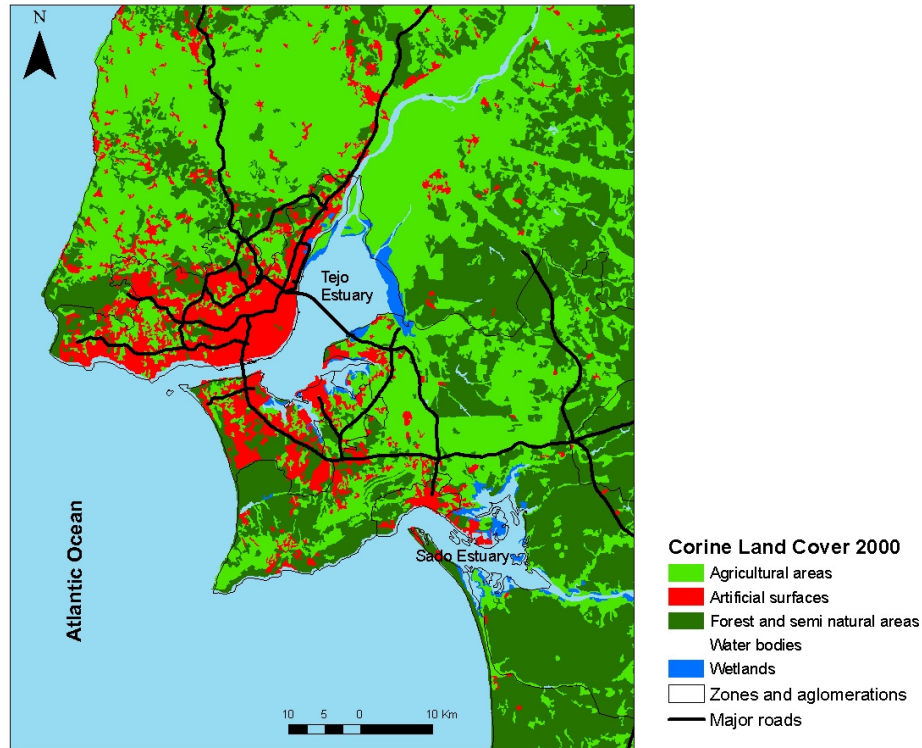 N
Tejo
Estuary
Sado Estuary
Atlantic Ocean
10 5 0 10 Km
Corine Land Cover 2000
Agricultural areas
Artificial surfaces
Forest and semi natural areas
Water bodies
Wetlands
Zones and aglomerations
Major roads